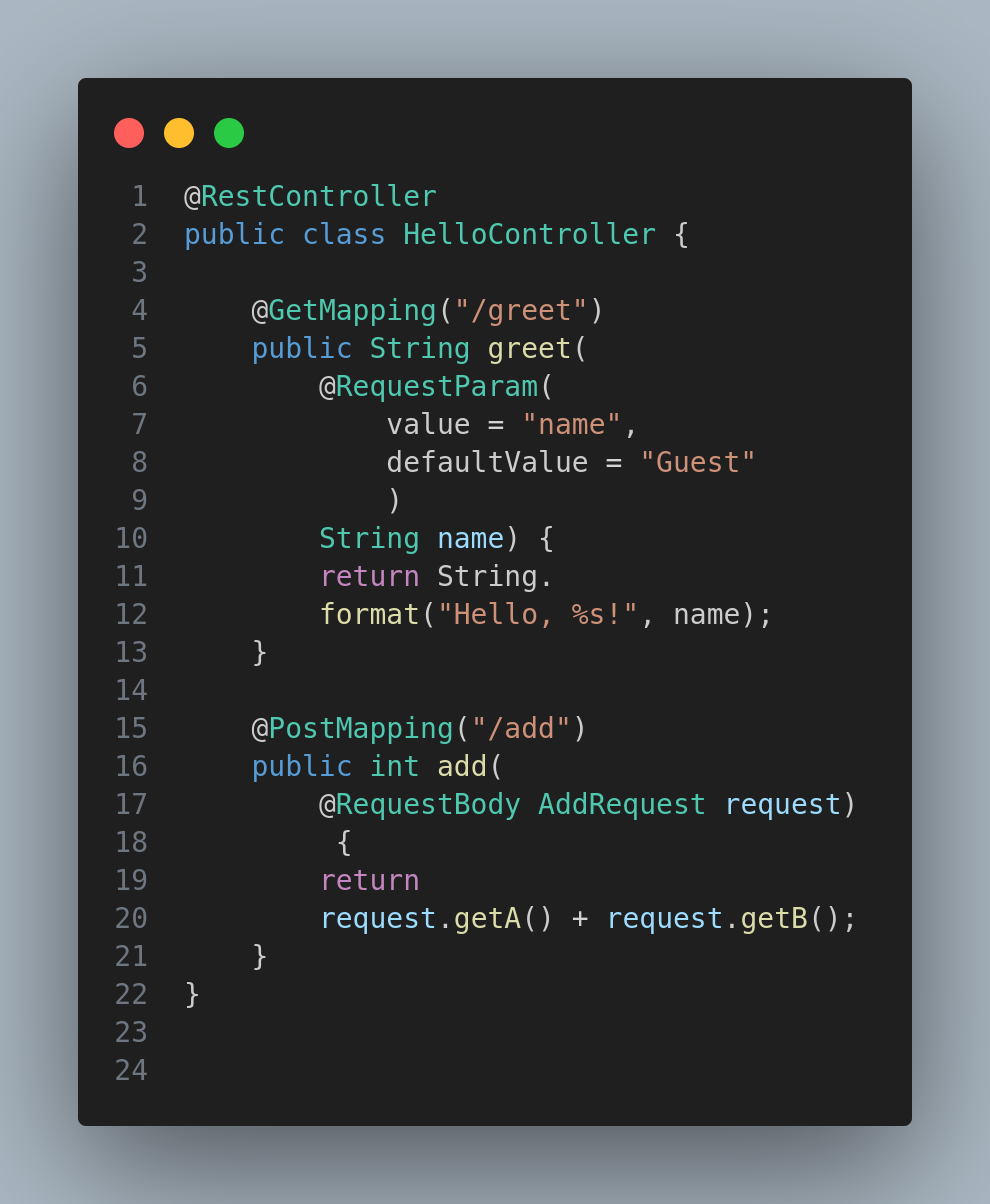 1 @RestController
2 public class HelloController {
3
4     @GetMapping("/greet")
5     public String greet(
6         @RequestParam(
7             value = "name",
8             defaultValue = "Guest"
9             )
10         String name) {
11         return String.
12         format("Hello, %s!", name);
13     }
14
15     @PostMapping("/add")
16     public int add(
17         @RequestBody AddRequest request)
18          {
19         return
20         request.getA() + request.getB();
21     }
22 }
23
24